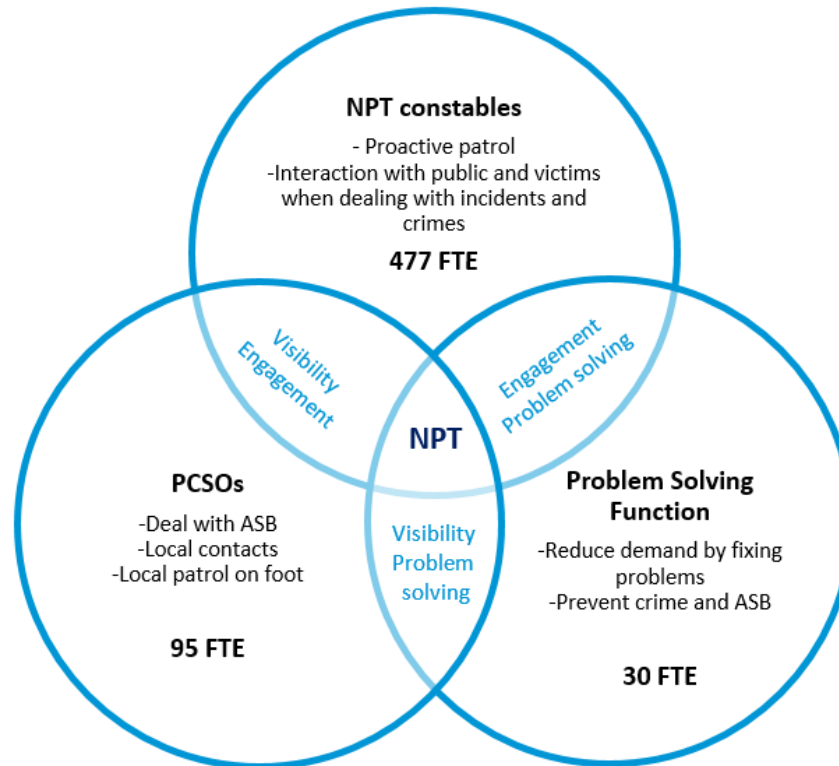 NPT constables
- Proactive patrol
-Interaction with public and victims
when dealing with incidents and
crimes
477 FTE
Visibility
Engagement
Engagement
Problem solving
NPT
PCSOs
-Deal with ASB
-Local contacts
-Local patrol on foot
95 FTE
Visibility
Problem
solving
Problem Solving
Function
-Reduce demand by fixing
problems
-Prevent crime and ASB
30 FTE